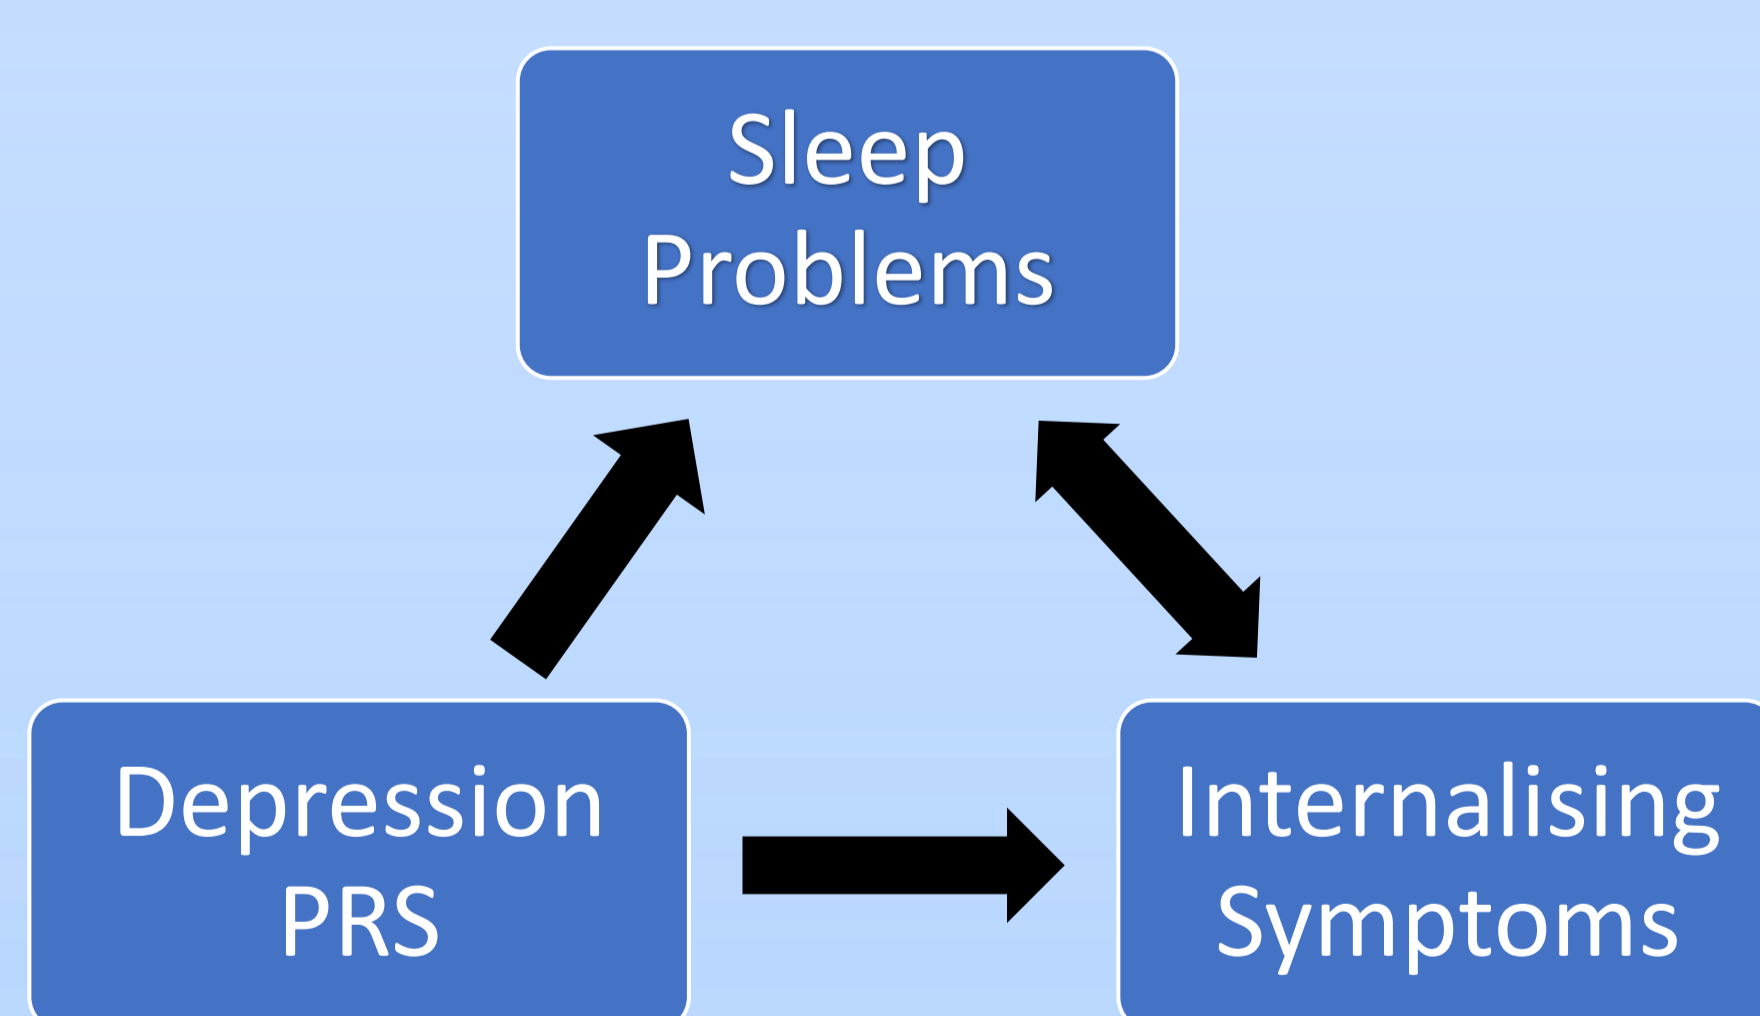 Sleep
Problems
Depression
PRS
Internalising
Symptoms